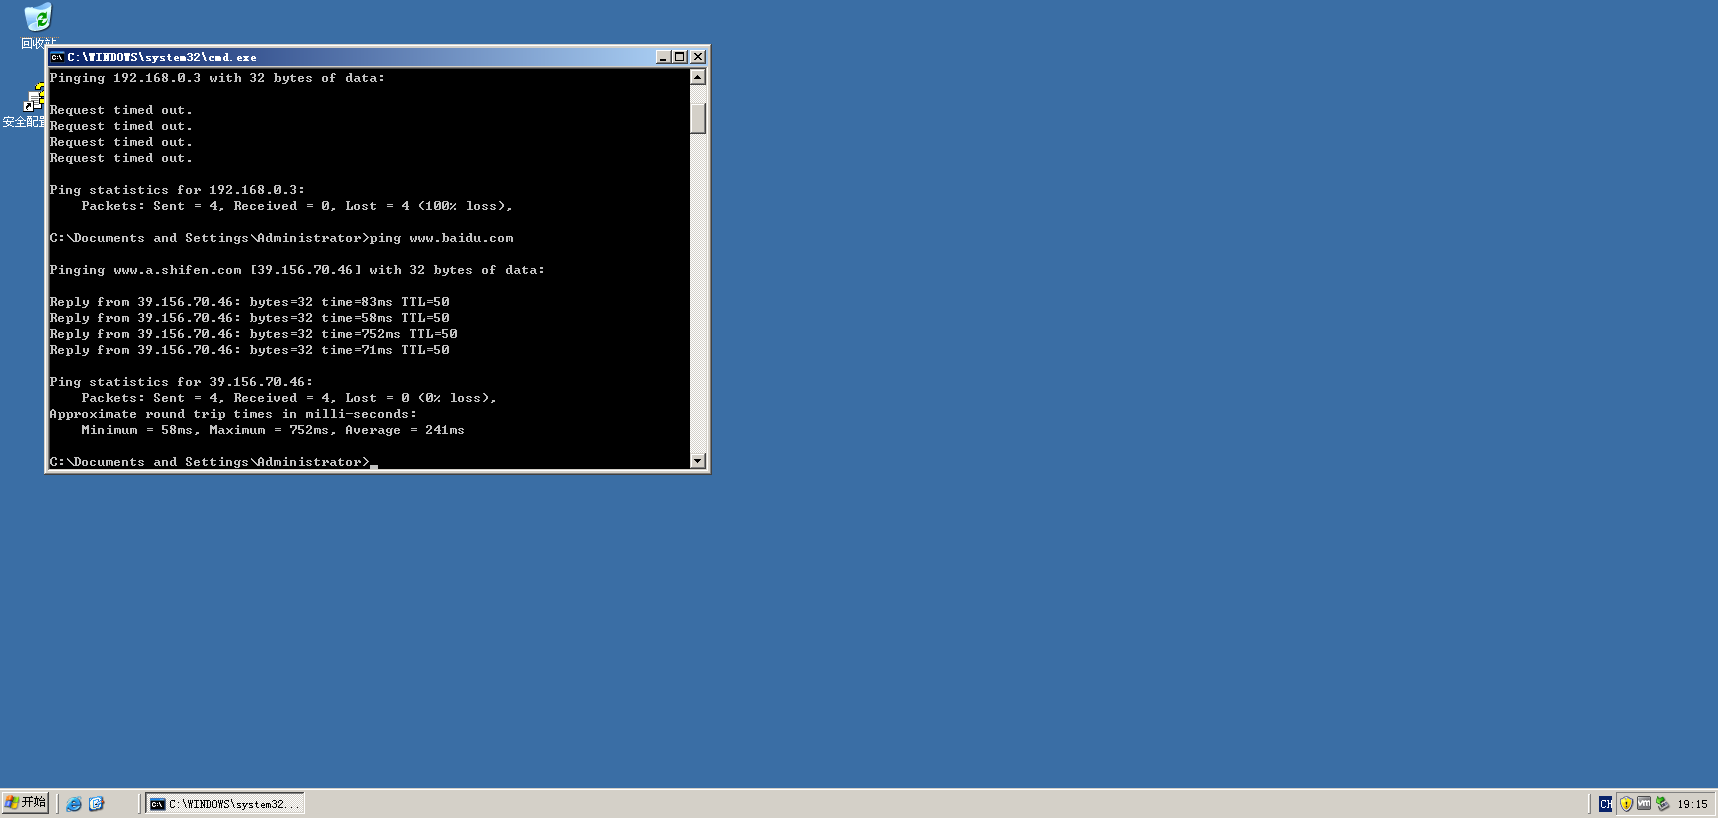 回收站
安全配置
C:\WINDOWS\system32\cmd.exe
Pinging 192.168.0.3 with 32 bytes of data:
Request timed out.
Request timed out.
Request timed out.
Request timed out.
Ping statistics for 192.168.0.3:
Packets: Sent = 4, Received = 0, Lost = 4 (100% loss),
C:\Documents and Settings\Administrator>ping www.baidu.com
Pinging www.a.shifen.com [39.156.70.46] with 32 bytes of data:
Reply from 39.156.70.46: bytes=32 time=83ms TTL=50
Reply from 39.156.70.46: bytes=32 time=58ms TTL=50
Reply from 39.156.70.46: bytes=32 time=752ms TTL=50
Reply from 39.156.70.46: bytes=32 time=71ms TTL=50
Ping statistics for 39.156.70.46:
Packets: Sent = 4, Received = 4, Lost = 0 (0% loss),
Approximate round trip times in milli-seconds:
Minimum = 58ms, Maximum = 752ms, Average = 241ms
C:\Documents and Settings\Administrator>
开始
C:\WINDOWS\system32...
CH
vm
19:15